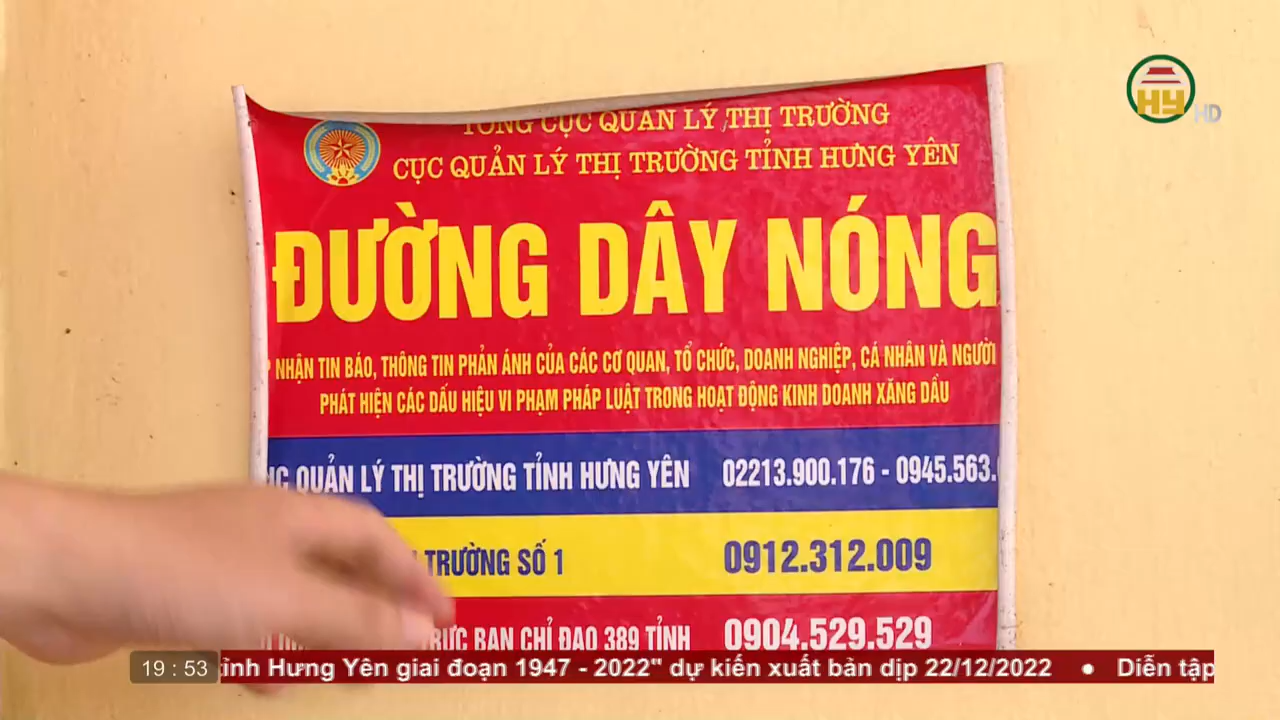 TỔNG CỤC QUẢN LÝ THỊ TRƯỜNG
CỤC QUẢN LÝ THỊ TRƯỜNG TỈNH HƯNG YÊN
ĐƯỜNG DÂY NÓNG
NHẬN TIN BÁO, THÔNG TIN PHẢN ÁNH CỦA CÁC CƠ QUAN, TỔ CHỨC, DOANH NGHIỆP, CÁ NHÂN VÀ NGƯỜI
PHÁT HIỆN CÁC DẤU HIỆU VI PHẠM PHÁP LUẬT TRONG HOẠT ĐỘNG KINH DOANH XĂNG DẦU
QUẢN LÝ THỊ TRƯỜNG TỈNH HƯNG YÊN 02213.900.176 - 0945.563.
TRƯỜNG SỐ 1 0912.312.009
BAN CHỈ ĐẠO 389 TỈNH 0904.529.529
HY HD
19 : 53 Hưng Yên giai đoạn 1947 - 2022" dự kiến xuất bản dịp 22/12/2022 ● Diễn tập